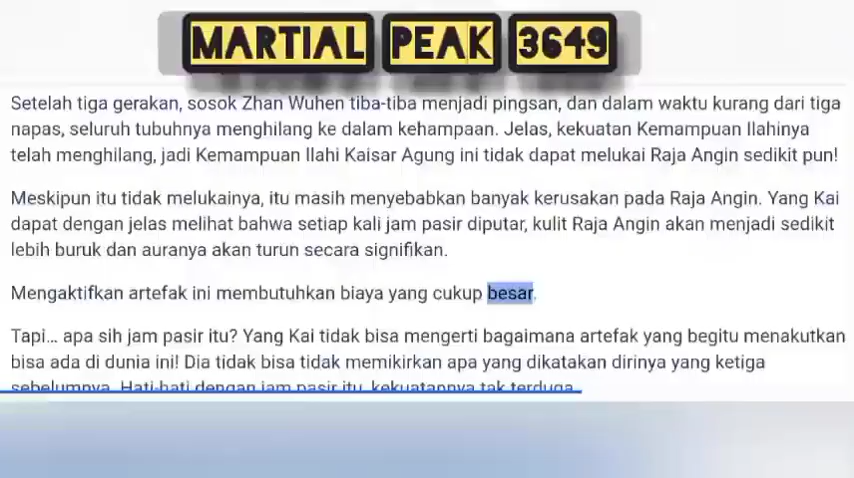 MARTIAL PEAK 3649
Setelah tiga gerakan, sosok Zhan Wuhen tiba-tiba menjadi pingsan, dan dalam waktu kurang dari tiga
napas, seluruh tubuhnya menghilang ke dalam kehampaan. Jelas, kekuatan Kemampuan Ilahinya
telah menghilang, jadi Kemampuan Ilahi Kaisar Agung ini tidak dapat melukai Raja Angin sedikit pun!
Meskipun itu tidak melukainya, itu masih menyebabkan banyak kerusakan pada Raja Angin. Yang Kai
dapat dengan jelas melihat bahwa setiap kali jam pasir diputar, kulit Raja Angin akan menjadi sedikit
lebih buruk dan auranya akan turun secara signifikan.
Mengaktifkan artefak ini membutuhkan biaya yang cukup besar.
Tapi... apa sih jam pasir itu? Yang Kai tidak bisa mengerti bagaimana artefak yang begitu menakutkan
bisa ada di dunia ini! Dia tidak bisa tidak memikirkan apa yang dikatakan dirinya yang ketiga
sebelumnya. Hati-hati dengan jam pasir itu, kekuatannya tak terduga.